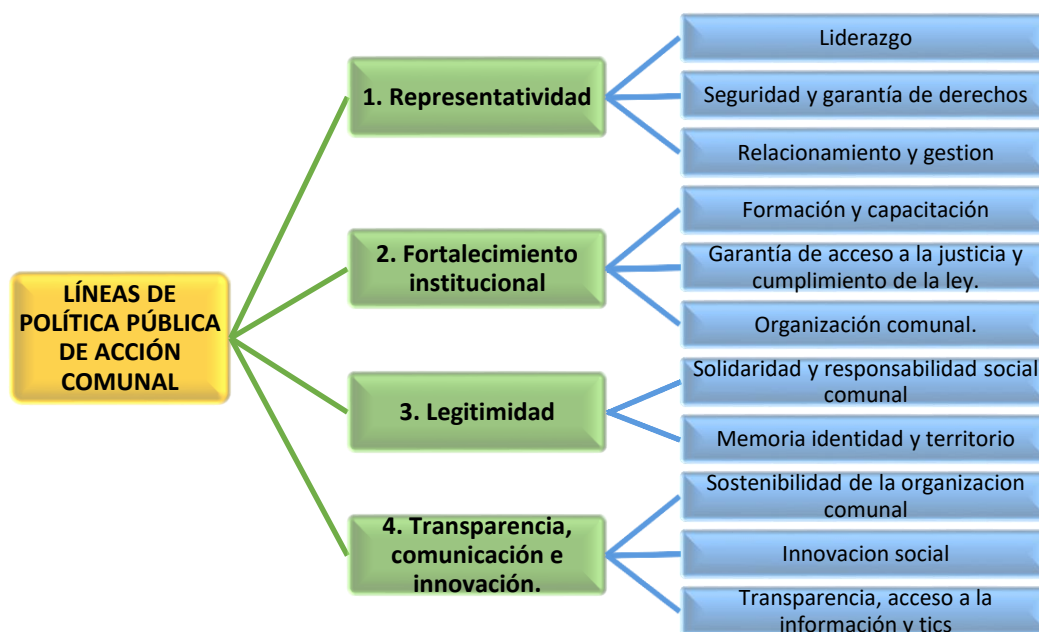 LÍNEAS DE
POLÍTICA PÚBLICA
DE ACCIÓN
COMUNAL
1. Representatividad
Liderazgo
Seguridad y garantía de derechos
Relacionamiento y gestion
2. Fortalecimiento
institucional
Formación y capacitación
Garantía de acceso a la justicia y
cumplimiento de la ley.
Organización comunal.
3. Legitimidad
Solidaridad y responsabilidad social
comunal
Memoria identidad y territorio
4. Transparencia,
comunicación e
innovación.
Sostenibilidad de la organizacion
comunal
Innovacion social
Transparencia, acceso a la
información y tics